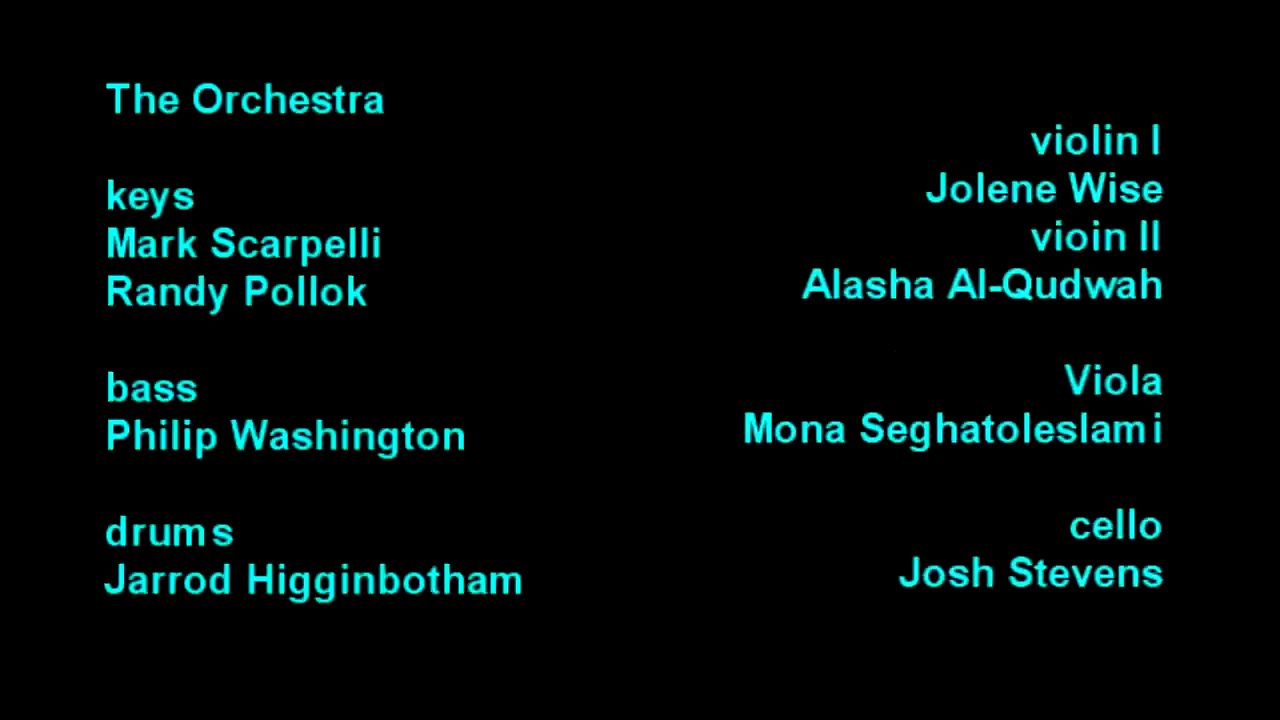 The Orchestra
keys
Mark Scarpelli
Randy Pollok
bass
Philip Washington
drums
Jarrod Higginbotham
violin I
Jolene Wise
vioin II
Alasha Al-Qudwah
Viola
Mona Seghatoleslami
cello
Josh Stevens